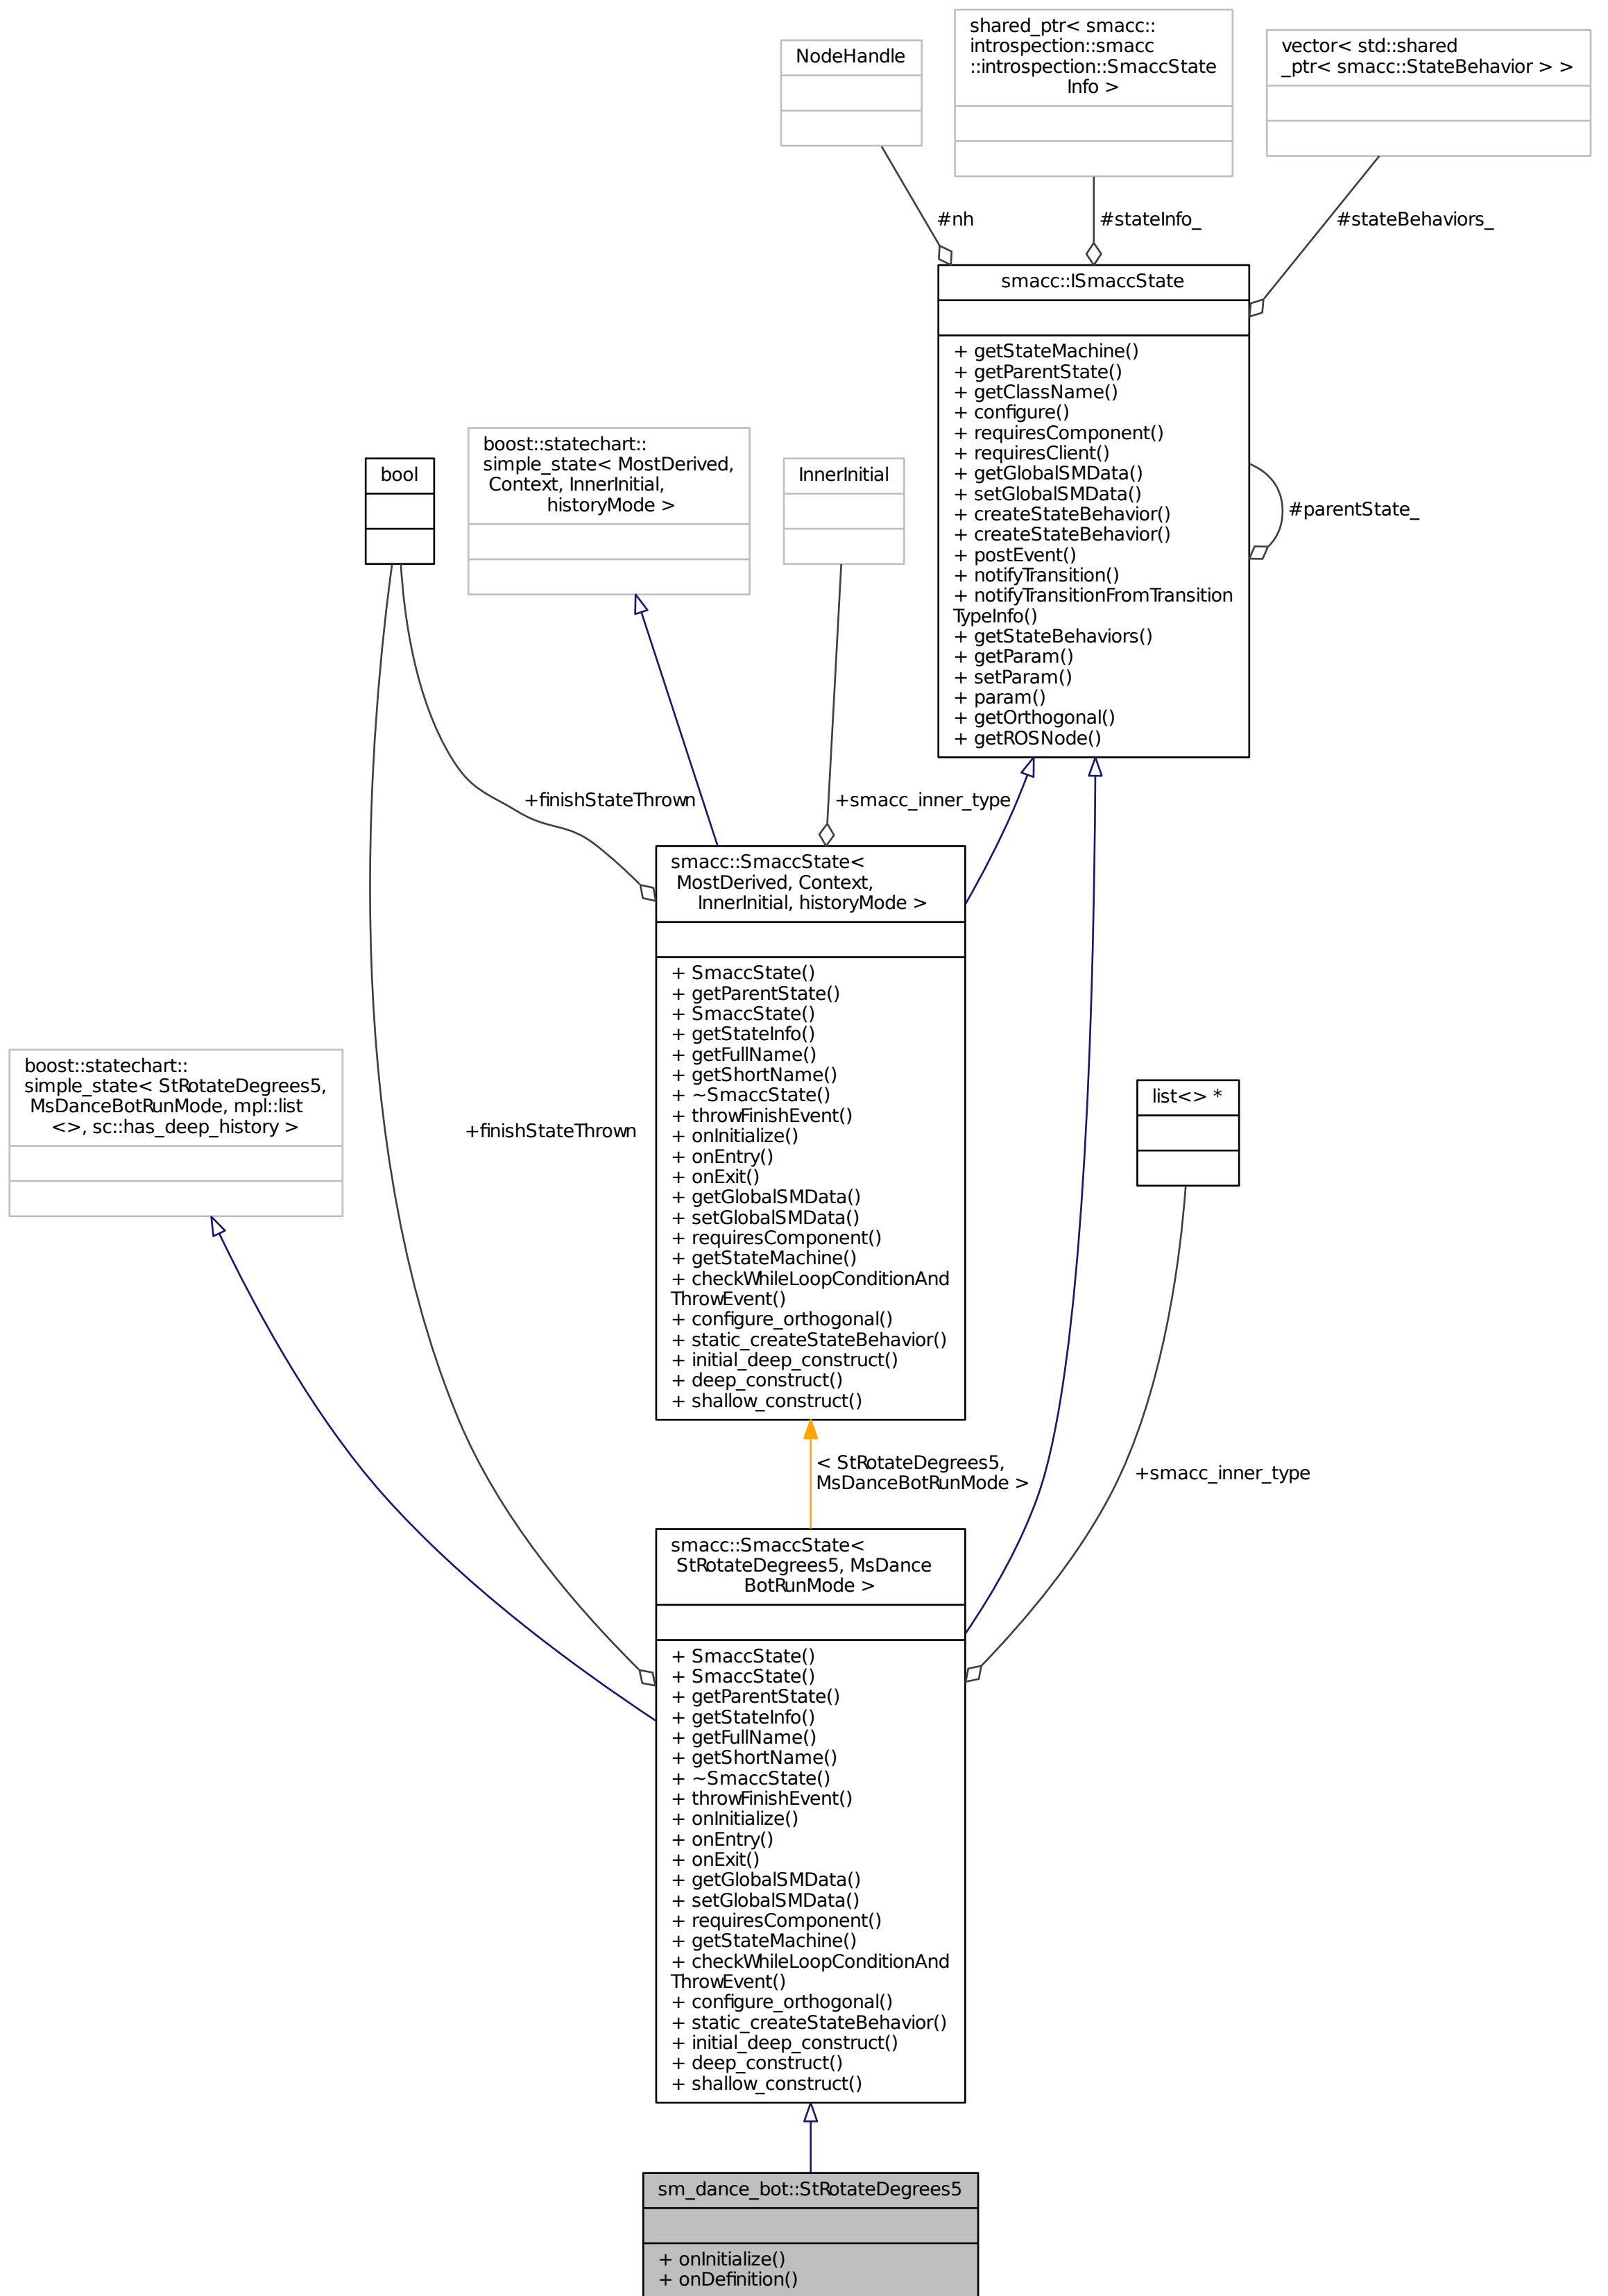 shared_ptr< smacc::
introspection::smacc
::introspection::SmaccState
Info >
NodeHandle
vector< std::shared
_ptr< smacc::StateBehavior > >
#nh
#stateInfo_
#stateBehaviors_
smacc::ISmaccState
+ getStateMachine()
+ getParentState()
+ getClassName()
+ configure()
+ requiresComponent()
+ requiresClient()
+ getGlobalSMData()
+ setGlobalSMData()
+ createStateBehavior()
+ createStateBehavior()
+ postEvent()
+ notifyTransition()
+ notifyTransitionFromTransition
TypeInfo()
+ getStateBehaviors()
+ getParam()
+ setParam()
+ param()
+ getOrthogonal()
+ getROSNode()
#parentState_
bool
boost::statechart::
simple_state< MostDerived,
Context, InnerInitial,
historyMode >
InnerInitial
+finishStateThrown
+smacc_inner_type
smacc::SmaccState<
MostDerived, Context,
InnerInitial, historyMode >
+ SmaccState()
+ getParentState()
+ SmaccState()
+ getStateInfo()
+ getFullName()
+ getShortName()
+ ~SmaccState()
+ throwFinishEvent()
+ onInitialize()
+ onEntry()
+ onExit()
+ getGlobalSMData()
+ setGlobalSMData()
+ requiresComponent()
+ getStateMachine()
+ checkWhileLoopConditionAnd
ThrowEvent()
+ configure_orthogonal()
+ static_createStateBehavior()
+ initial_deep_construct()
+ deep_construct()
+ shallow_construct()
boost::statechart::
simple_state< StRotateDegrees5,
MsDanceBotRunMode, mpl::list
<>, sc::has_deep_history >
+finishStateThrown
list<> *
< StRotateDegrees5,
MsDanceBotRunMode >
+smacc_inner_type
smacc::SmaccState<
StRotateDegrees5, MsDance
BotRunMode >
+ SmaccState()
+ SmaccState()
+ getParentState()
+ getStateInfo()
+ getFullName()
+ getShortName()
+ ~SmaccState()
+ throwFinishEvent()
+ onInitialize()
+ onEntry()
+ onExit()
+ getGlobalSMData()
+ setGlobalSMData()
+ requiresComponent()
+ getStateMachine()
+ checkWhileLoopConditionAnd
ThrowEvent()
+ configure_orthogonal()
+ static_createStateBehavior()
+ initial_deep_construct()
+ deep_construct()
+ shallow_construct()
sm_dance_bot::StRotateDegrees5
+ onInitialize()
+ onDefinition()